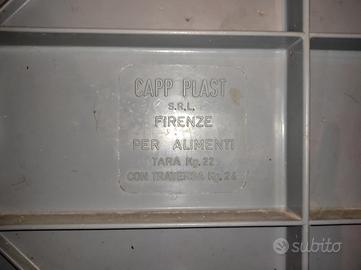 CAPP PLAST
S.R.L.
FIRENZE
PER ALIMENTI
TARA Kg. 22
CON TRAVERSA Kg. 24
subito